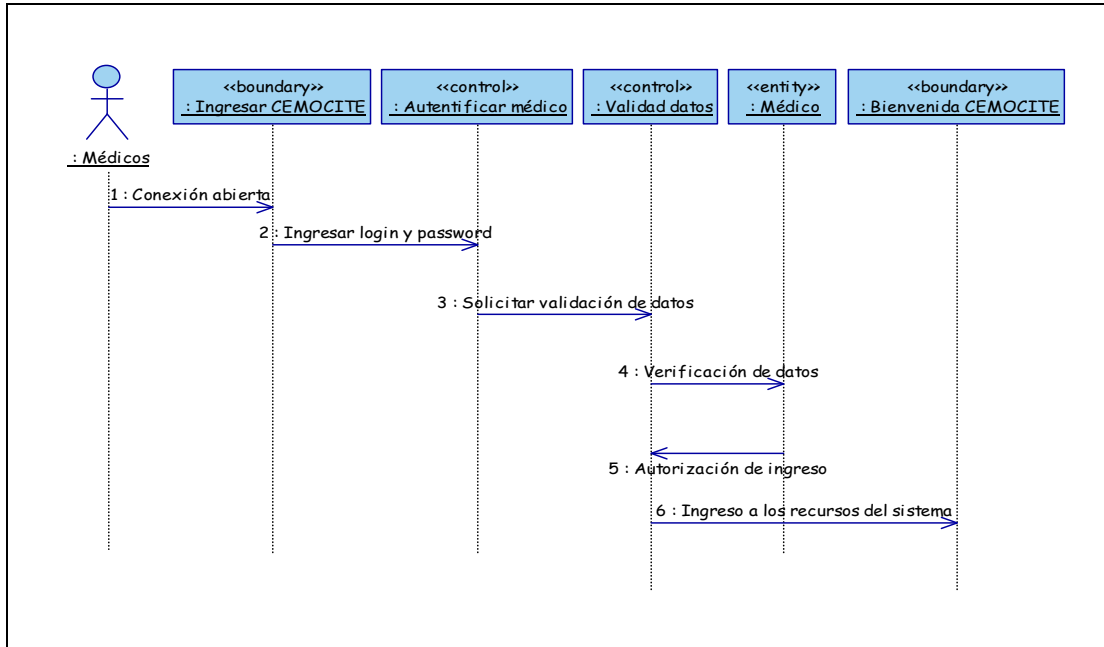 <<boundary>>
: Ingresar CEMOCITE
<<control>>
: Autentificar médico
<<control>>
: Validad datos
<<entity>>
: Médico
<<boundary>>
: Bienvenida CEMOCITE
: Médicos
1 : Conexión abierta
2 : Ingresar login y password
3 : Solicitar validación de datos
4 : Verificación de datos
5 : Autorización de ingreso
6 : Ingreso a los recursos del sistema